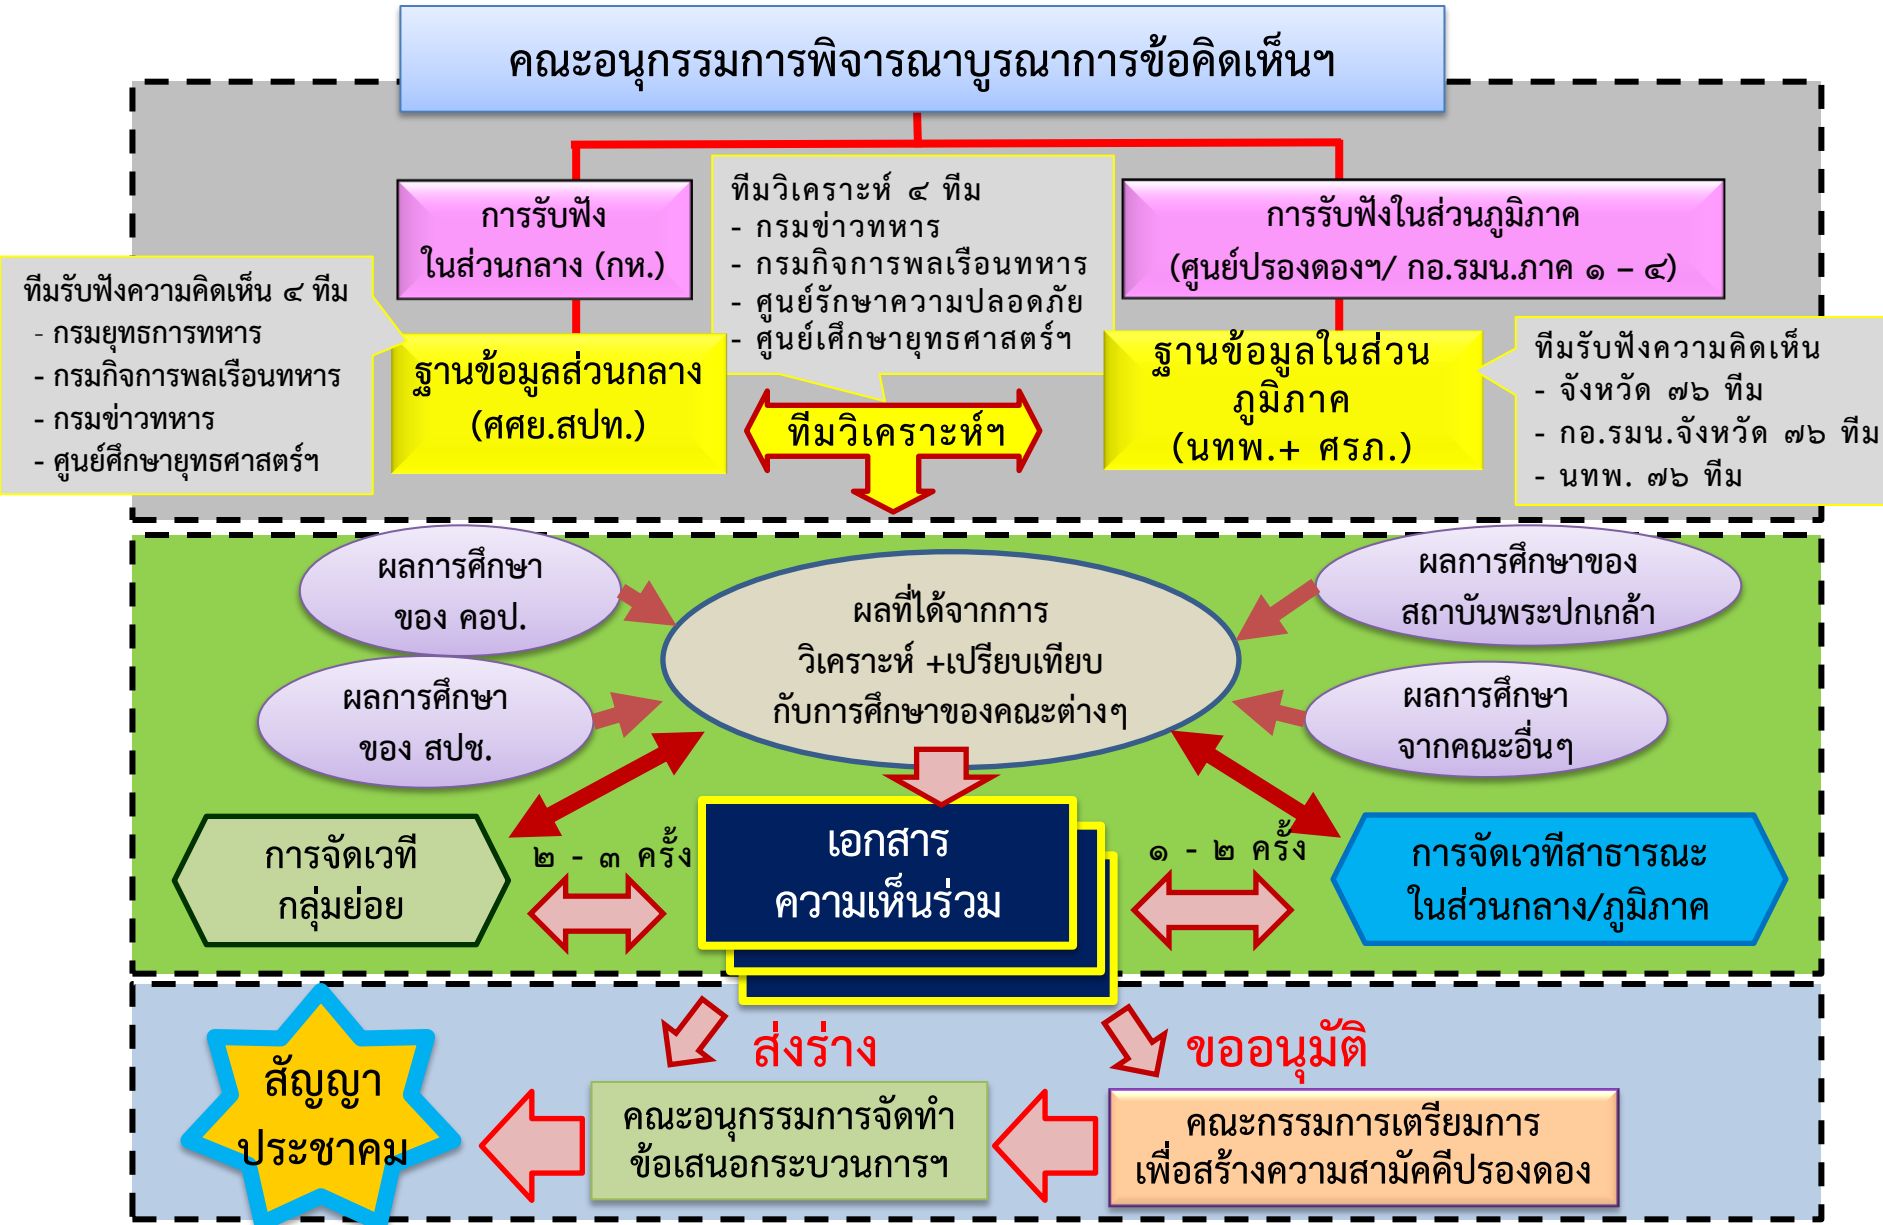 คณะอนุกรรมการพิจารณาบูรณาการข้อคิดเห็นฯ
การรับฟัง
ในส่วนกลาง (กห.)
ทีมวิเคราะห์ ๔ ทีม
- กรมข่าวทหาร
- กรมกิจการพลเรือนทหาร
- ศูนย์รักษาความปลอดภัย
- ศูนย์เศึกษายุทธศาสตร์ฯ
การรับฟังในส่วนภูมิภาค
(ศูนย์ปรองดองฯ/ กอ.รมน.ภาค ๑ – ๔)
ทีมรับฟังความคิดเห็น ๔ ทีม
- กรมยุทธการทหาร
- กรมกิจการพลเรือนทหาร
- กรมข่าวทหาร
- ศูนย์ศึกษายุทธศาสตร์ฯ
ฐานข้อมูลส่วนกลาง
(ศศย.สปท.)
ทีมวิเคราะห์ฯ
ฐานข้อมูลในส่วน
ภูมิภาค
(นทพ.+ ศรภ.)
ทีมรับฟังความคิดเห็น
- จังหวัด ๗๖ ทีม
- กอ.รมน.จังหวัด ๗๖ ทีม
- นทพ. ๗๖ ทีม
ผลการศึกษา
ของ คอป.
ผลที่ได้จากการ
วิเคราะห์ +เปรียบเทียบ
กับการศึกษาของคณะต่างๆ
ผลการศึกษาของ
สถาบันพระปกเกล้า
ผลการศึกษา
ของ สปช.
ผลการศึกษา
จากคณะอื่นๆ
การจัดเวที
กลุ่มย่อย
๒ - ๓ ครั้ง
เอกสาร
ความเห็นร่วม
๑ - ๒ ครั้ง
การจัดเวทีสาธารณะ
ในส่วนกลาง/ภูมิภาค
ส่งร่าง
ขออนุมัติ
สัญญา
ประชาคม
คณะอนุกรรมการจัดทำ
ข้อเสนอกระบวนการฯ
คณะกรรมการเตรียมการ
เพื่อสร้างความสามัคคีปรองดอง